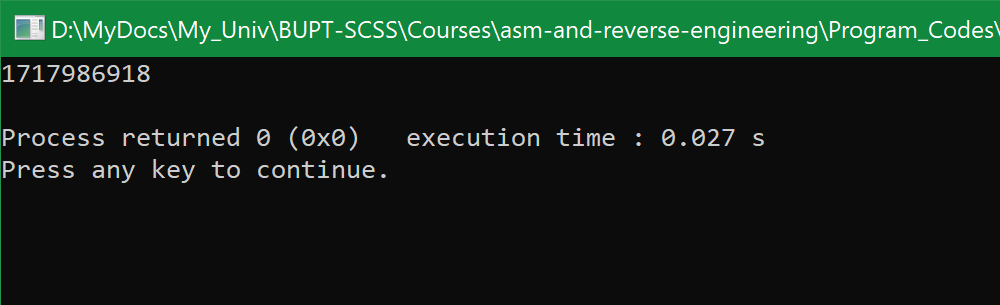 D:\MyDocs\My_Univ\BUPT-SCSS\Courses\asm-and-reverse-engineering\Program_Codes\
1717986918
Process returned 0 (0x0)   execution time : 0.027 s
Press any key to continue.